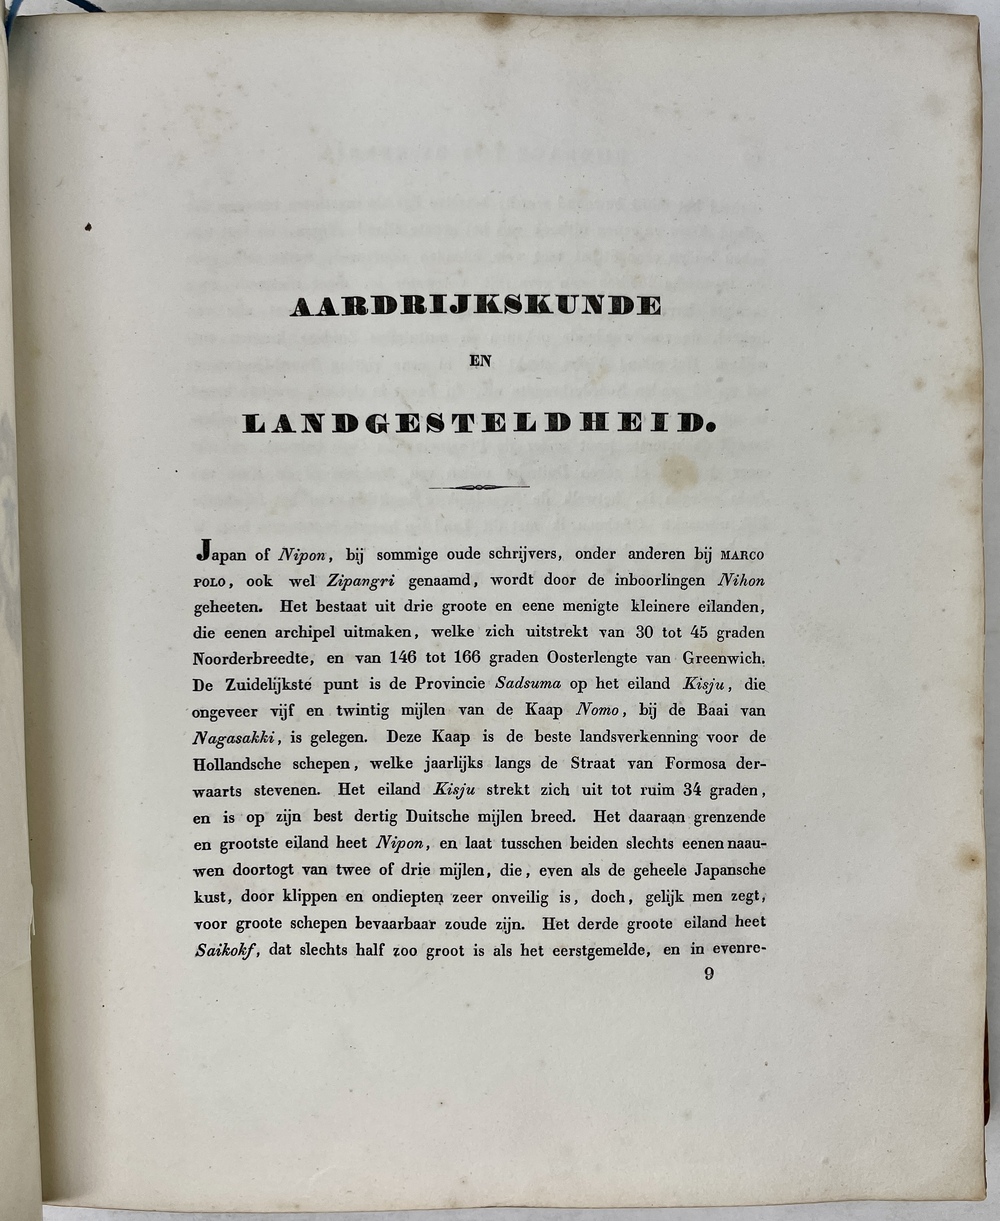 AARDRIJKSKUNDE
EN
LANDGESTELDHEID.
Japan of Nipon, bij sommige oude schrijvers, onder anderen bij MARCO
POLO, ook wel Zipangri genaamd, wordt door de inboorlingen Nihon
geheeten. Het bestaat uit drie groote en eene menigte kleinere eilanden,
die eenen archipel uitmaken, welke zich uitstrekt van 30 tot 45 graden
Noorderbreedte, en van 146 tot 166 graden Oosterlengte van Greenwich.
De Zuidelijkste punt is de Provincie Sadsuma op het eiland Kisju, die
ongeveer vijf en twintig mijlen van de Kaap Nomo, bij de Baai van
Nagasakki, is gelegen. Deze Kaap is de beste landsverkenning voor de
Hollandsche schepen, welke jaarlijks langs de Straat van Formosa der-
waarts stevenen. Het eiland Kisju strekt zich uit tot ruim 34 graden,
en is op zijn best dertig Duitsche mijlen breed. Het daaraan grenzende
en grootste eiland heet Nipon, en laat tusschen beiden slechts eenen naau-
wen doortogt van twee of drie mijlen, die, even als de geheele Japansche
kust, door klippen en ondiepten zeer onveilig is, doch, gelijk men zegt,
voor groote schepen bevaarbaar zoude zijn. Het derde groote eiland heet
Saikokf, dat slechts half zoo groot is als het eerstgemelde, en in evenre-
9